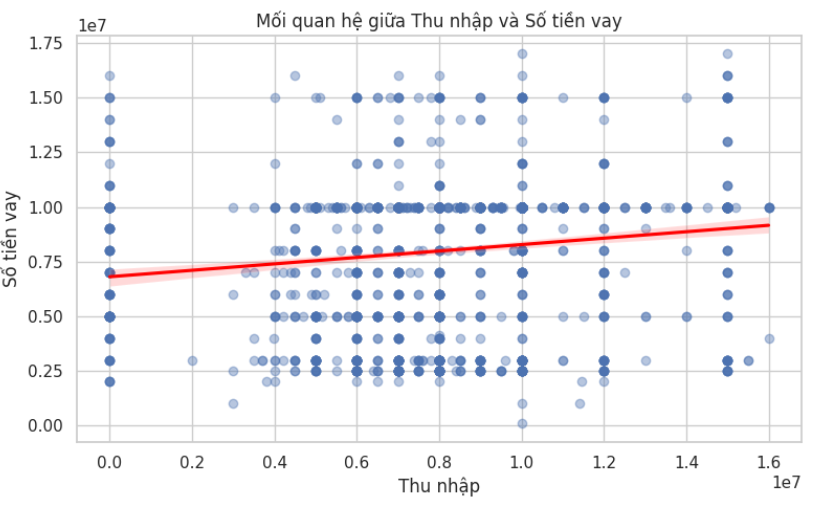 Mối quan hệ giữa Thu nhập và Số tiền vay
1e7
1.75
1.50
1.25
1.00
0.75
0.50
0.25
0.00
Số tiền vay
0.0 0.2 0.4 0.6 0.8 1.0 1.2 1.4 1.6
1e7
Thu nhập